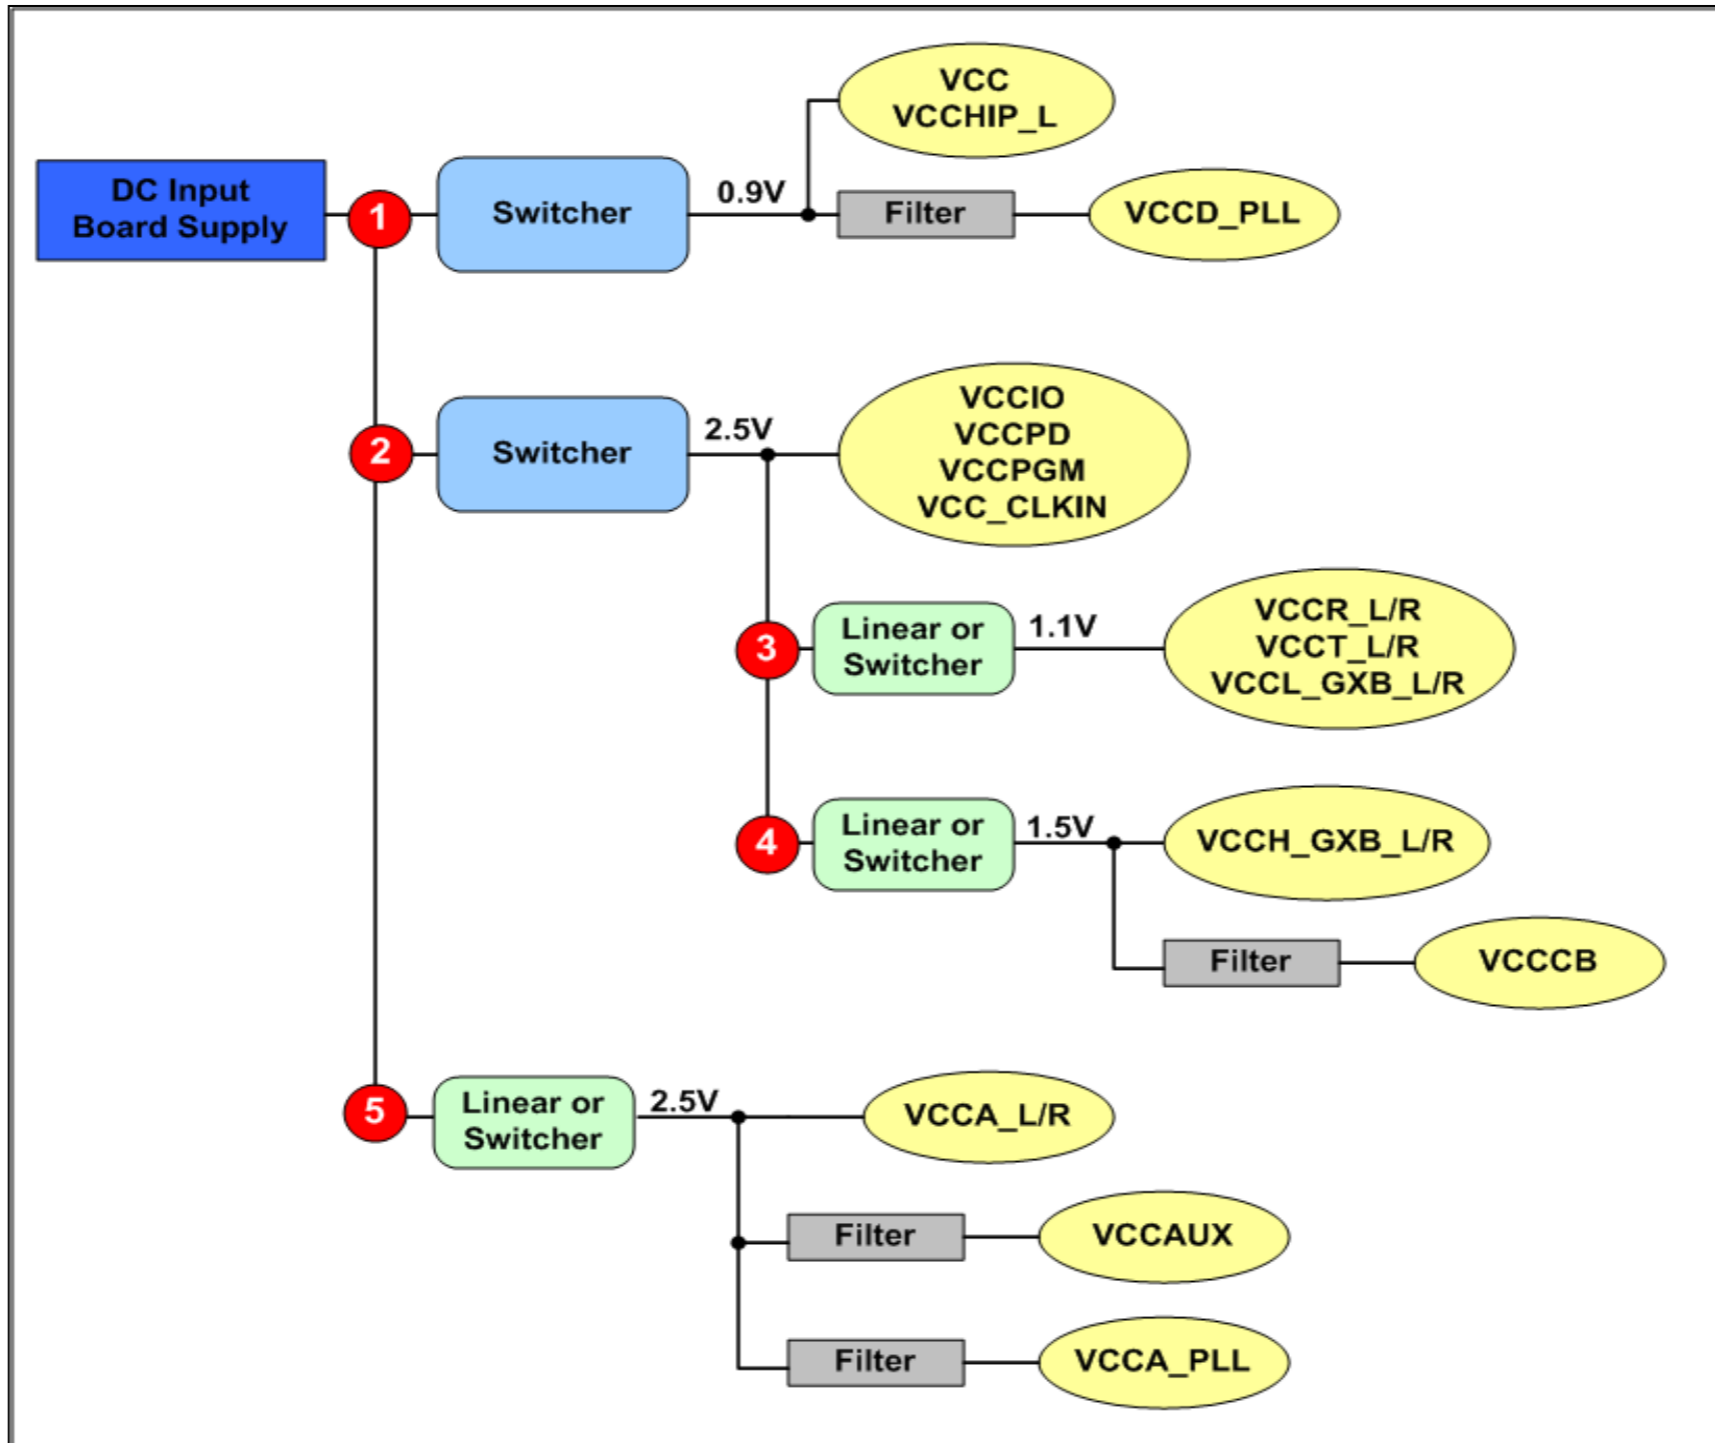 VCC
VCCHIP_L
DC Input
Board Supply
1
Switcher
0.9V
Filter
VCCD_PLL
2
Switcher
2.5V
VCCIO
VCCPD
VCCPGM
VCC_CLKIN
3
Linear or
Switcher
1.1V
VCCR_L/R
VCCT_L/R
VCCL_GXB_L/R
4
Linear or
Switcher
1.5V
VCCH_GXB_L/R
Filter
VCCCB
5
Linear or
Switcher
2.5V
VCCA_L/R
Filter
VCCAUX
Filter
VCCA_PLL